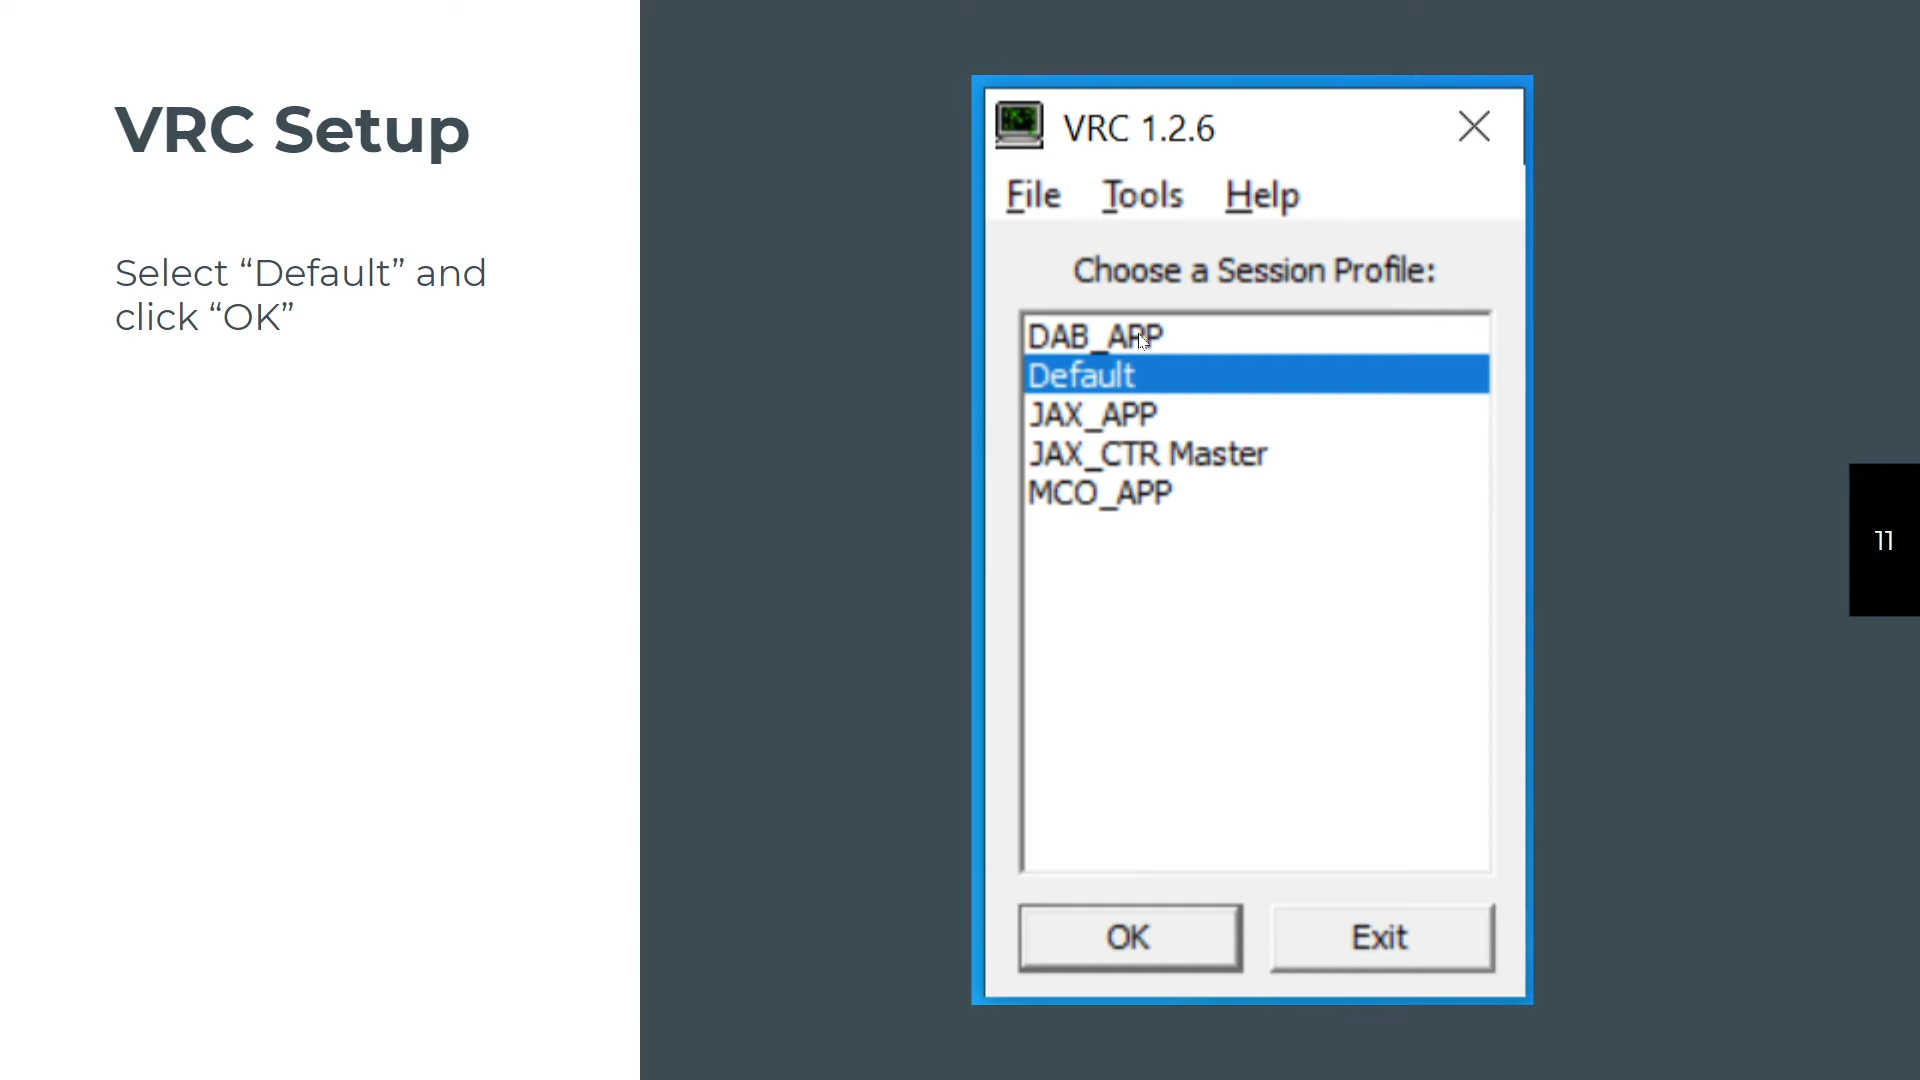 VRC Setup
Select “Default” and
click “OK”
VRC 1.2.6
File Tools Help
Choose a Session Profile:
DAB_APP
Default
JAX_APP
JAX_CTR Master
MCO_APP
OK Exit
11